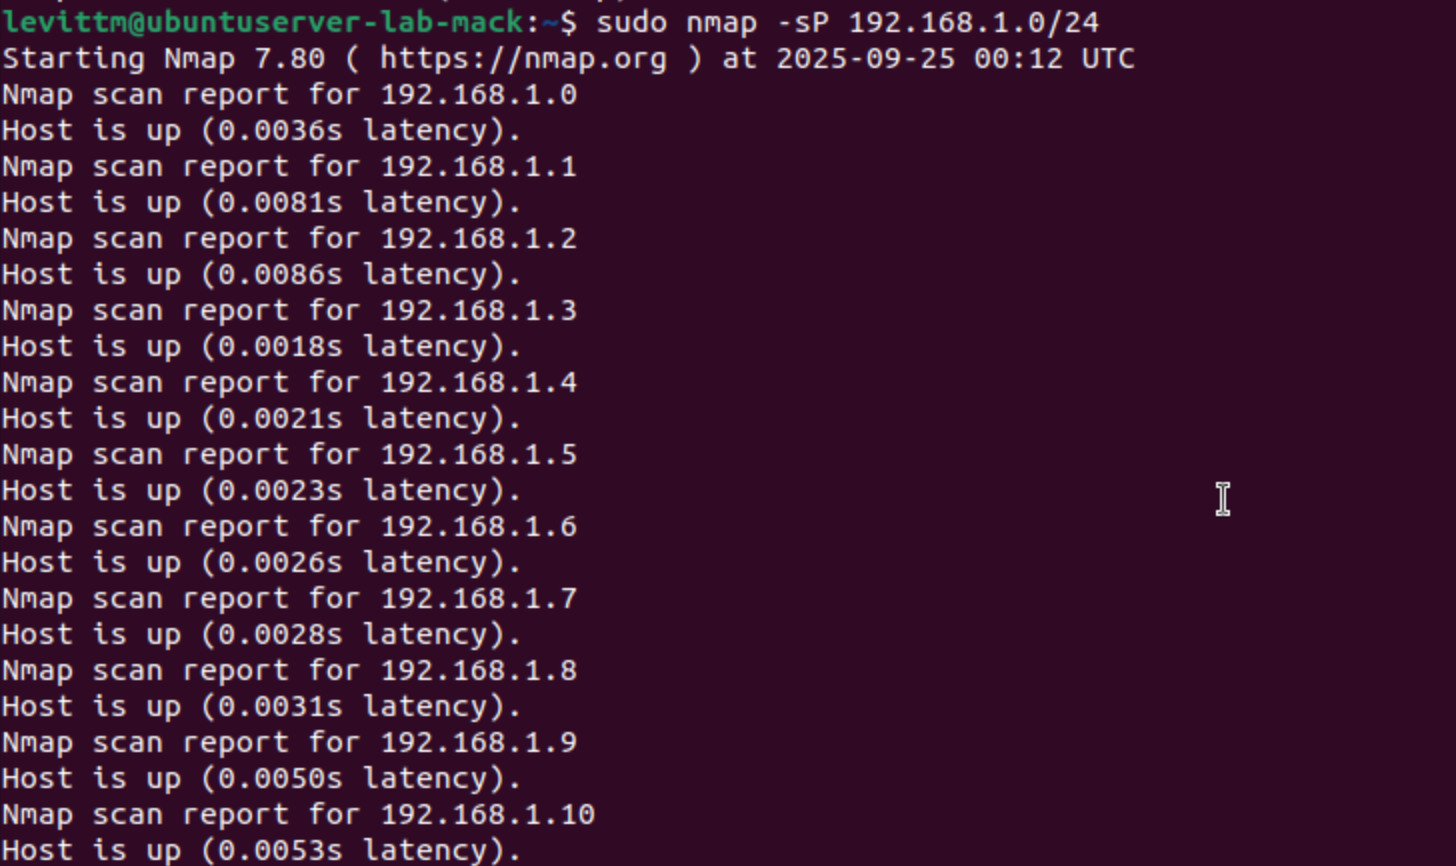 levittm@ubuntuserver-lab-mack:~$ sudo nmap -sP 192.168.1.0/24
Starting Nmap 7.80 ( https://nmap.org ) at 2025-09-25 00:12 UTC
Nmap scan report for 192.168.1.0
Host is up (0.0036s latency).
Nmap scan report for 192.168.1.1
Host is up (0.0081s latency).
Nmap scan report for 192.168.1.2
Host is up (0.0086s latency).
Nmap scan report for 192.168.1.3
Host is up (0.0018s latency).
Nmap scan report for 192.168.1.4
Host is up (0.0021s latency).
Nmap scan report for 192.168.1.5
Host is up (0.0023s latency).
Nmap scan report for 192.168.1.6
Host is up (0.0026s latency).
Nmap scan report for 192.168.1.7
Host is up (0.0028s latency).
Nmap scan report for 192.168.1.8
Host is up (0.0031s latency).
Nmap scan report for 192.168.1.9
Host is up (0.0050s latency).
Nmap scan report for 192.168.1.10
Host is up (0.0053s latency).